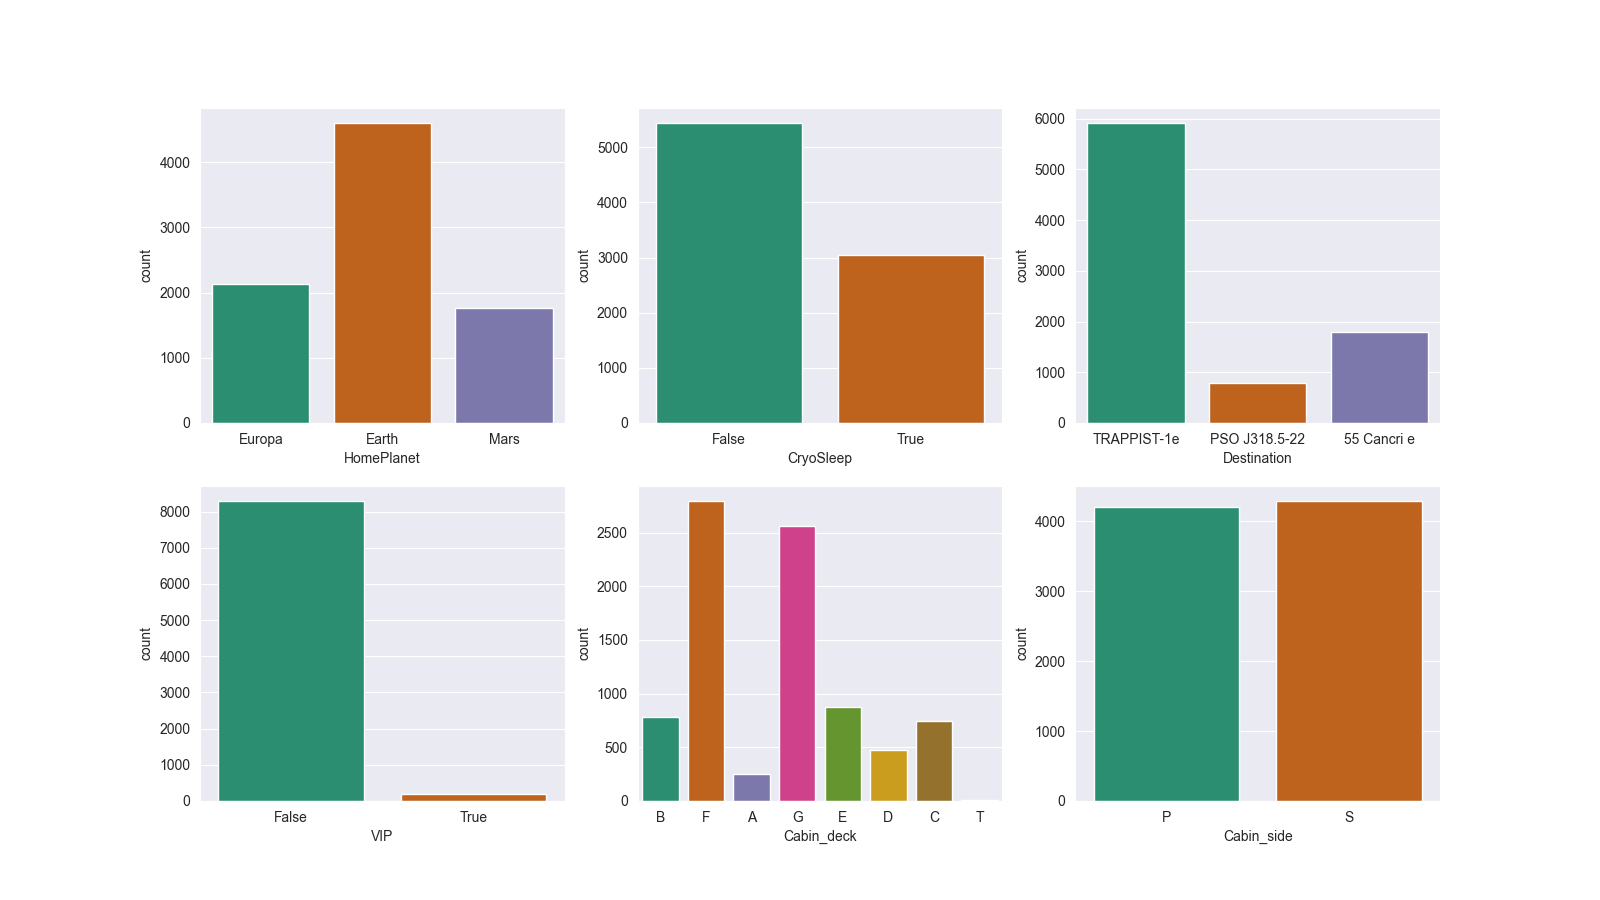 count
4000
3000
2000
1000
0
Europa Earth Mars
HomePlanet
count
5000
4000
3000
2000
1000
0
False True
CryoSleep
count
6000
5000
4000
3000
2000
1000
0
TRAPPIST-1e PSO J318.5-22 55 Cancri e
Destination
count
8000
7000
6000
5000
4000
3000
2000
1000
0
False True
VIP
count
2500
2000
1500
1000
500
0
B F A G E D C T
Cabin_deck
count
4000
3000
2000
1000
0
P S
Cabin_side